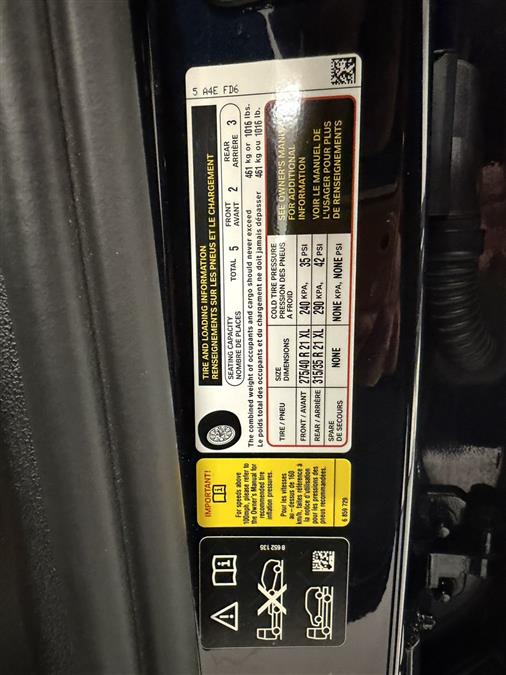 5 A4E FD6
TIRE AND LOADING INFORMATION
RENSEIGNEMENTS SUR LES PNEUS ET LE CHARGEMENT
SEATING CAPACITY
NOMBRE DE PLACES
TOTAL 5
FRONT
AVANT 2
REAR
ARRIÈRE 3
The combined weight of occupants and cargo should never exceed 461 kg or 1016 lbs.
Le poids total des occupants et du chargement ne doit jamais dépasser 461 kg ou 1016 lb.
TIRE / PNEU
SIZE
DIMENSIONS
COLD TIRE PRESSURE
PRESSION DES PNEUS
A FROID
FRONT / AVANT 275/40 R 21 XL 240 KPA, 35 PSI
REAR / ARRIÈRE 315/35 R 21 XL 290 KPA, 42 PSI
SPARE
DE SECOURS
NONE NONE KPA, NONE PSI
SEE OWNER'S MANUAL
FOR ADDITIONAL
INFORMATION
VOIR LE MANUEL DE
L'USAGER POUR PLUS
DE RENSEIGNEMENTS
IMPORTANT!
For speeds above
100mph, please refer to
the Owner's Manual for
recommended tire
inflation pressures.
Pour les vitesses
au - dessus de 160
km/h, faites référence à
la notice d'utilisation
pour les pressions des
pneus recommandées.
6 859 729
8 652 135